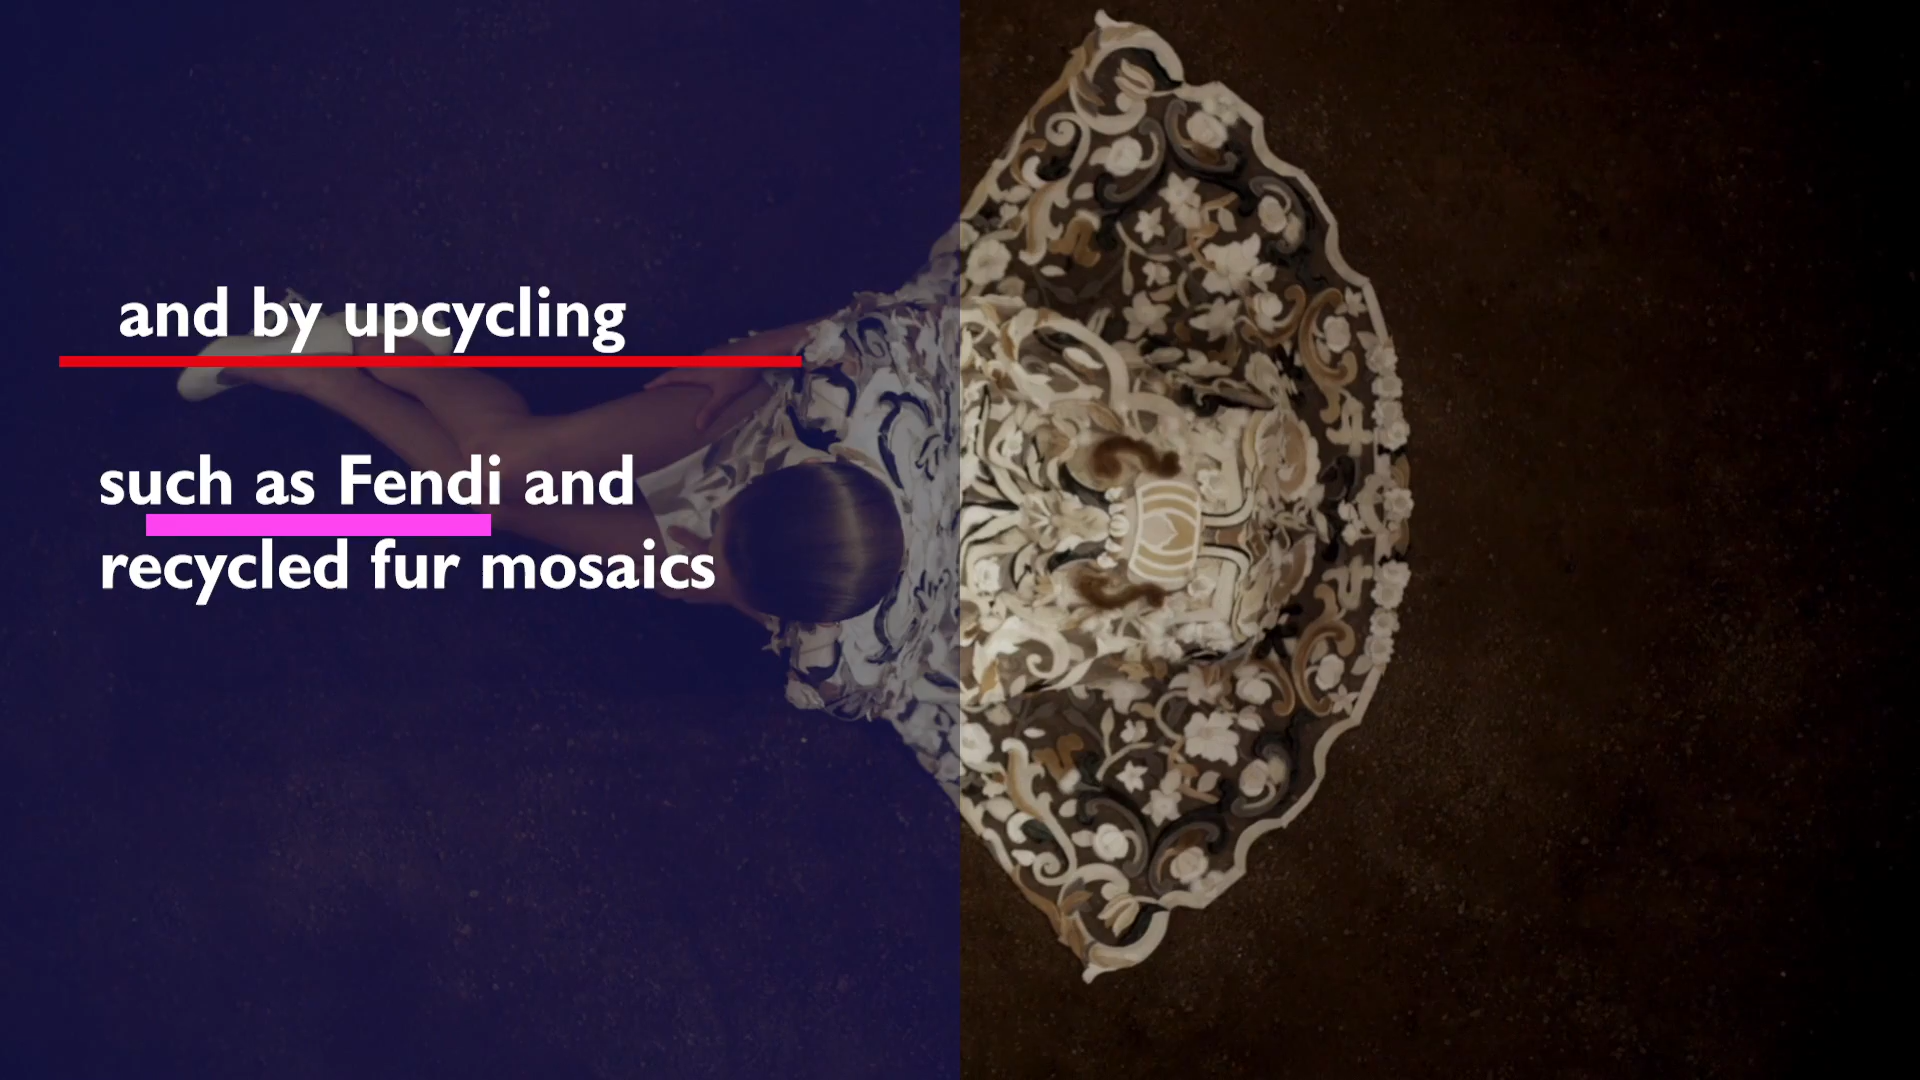 and by upcycling
such as Fendi and
recycled fur mosaics